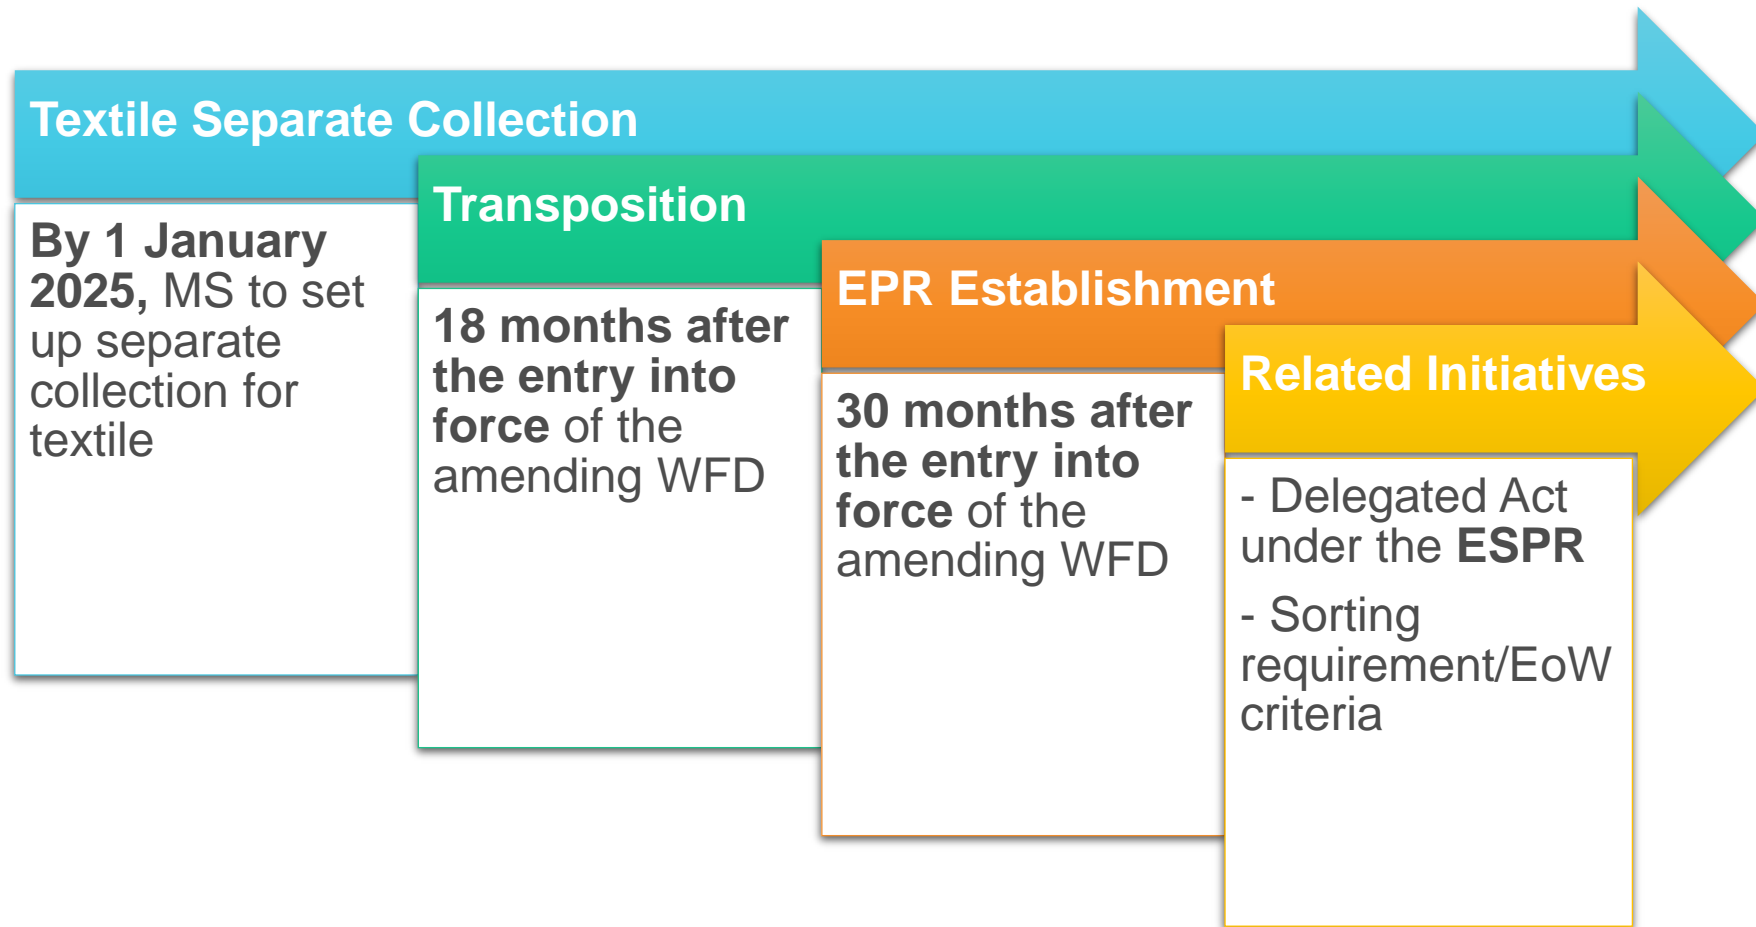 Textile Separate Collection
By 1 January
2025, MS to set
up separate
collection for
textile
Transposition
18 months after
the entry into
force of the
amending WFD
EPR Establishment
30 months after
the entry into
force of the
amending WFD
Related Initiatives
- Delegated Act
under the ESPR
- Sorting
requirement/EoW
criteria